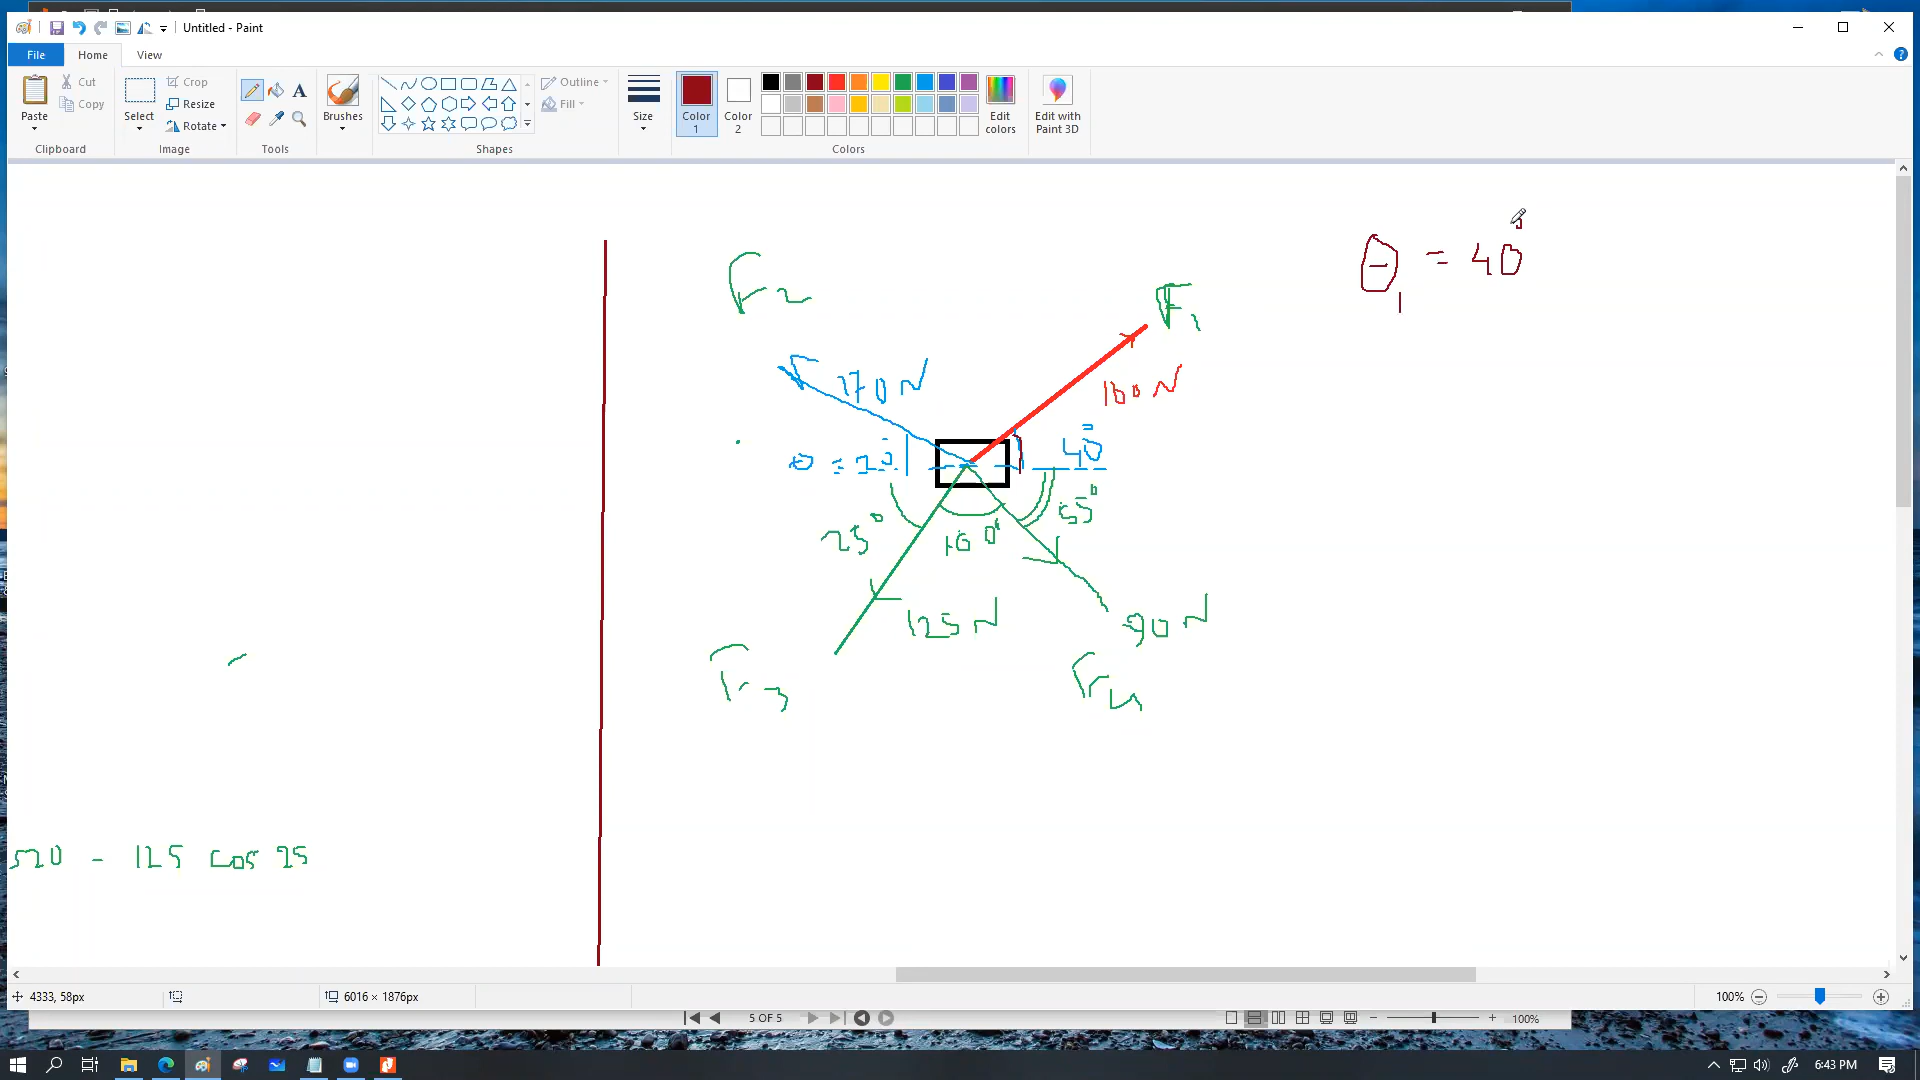 Untitled - Paint
File Home View
Paste
Cut
Copy
Clipboard
Select
Crop
Resize
Rotate
Image
Tools
Brushes
Shapes
Outline
Fill
Size
Color 1
Color 2
Edit colors
Edit with Paint 3D
Colors
θ1 = 40°
F2
F1
170 N
100 N
θ = 20°
40°
25°
160°
55°
125 N
90 N
F3
F4
520 - 125 cos 25
4333, 58px
6016 × 1876px
100%
5 OF 5
100%
6:43 PM